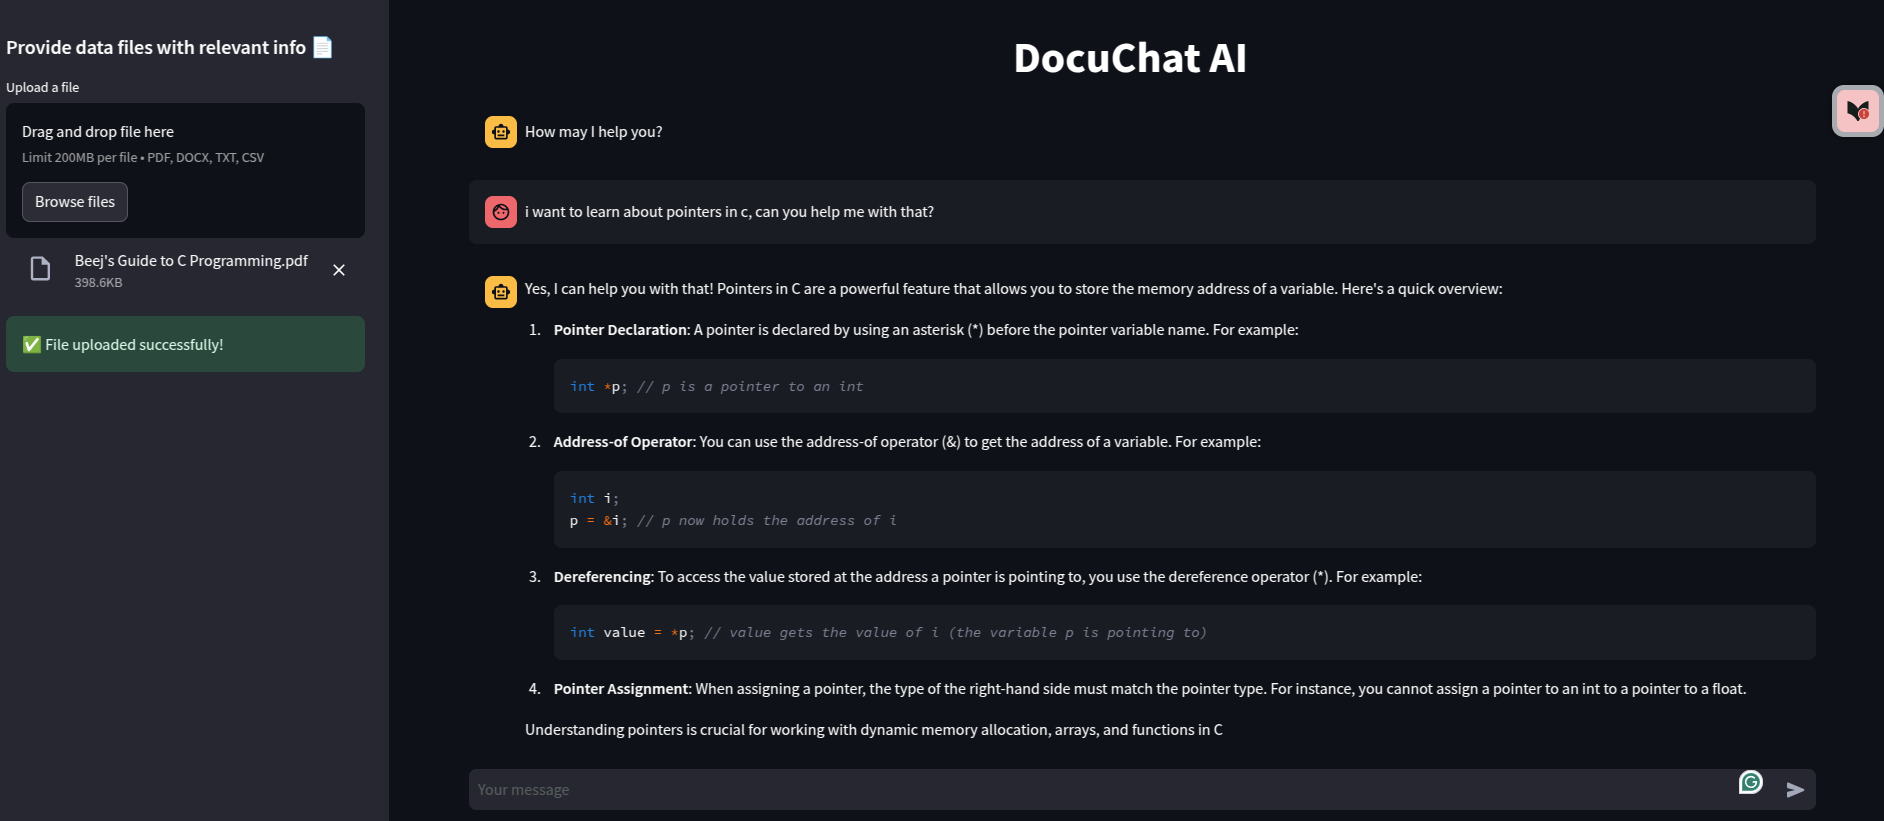 Provide data files with relevant info
Upload a file
Drag and drop file here
Limit 200MB per file • PDF, DOCX, TXT, CSV
Browse files
Beej's Guide to C Programming.pdf
398.6KB
File uploaded successfully!
DocuChat AI
How may I help you?
i want to learn about pointers in c, can you help me with that?
Yes, I can help you with that! Pointers in C are a powerful feature that allows you to store the memory address of a variable. Here's a quick overview:
1. Pointer Declaration: A pointer is declared by using an asterisk (*) before the pointer variable name. For example:
int *p; // p is a pointer to an int
2. Address-of Operator: You can use the address-of operator (&) to get the address of a variable. For example:
int i;
p = &i; // p now holds the address of i
3. Dereferencing: To access the value stored at the address a pointer is pointing to, you use the dereference operator (*). For example:
int value = *p; // value gets the value of i (the variable p is pointing to)
4. Pointer Assignment: When assigning a pointer, the type of the right-hand side must match the pointer type. For instance, you cannot assign a pointer to an int to a pointer to a float.
Understanding pointers is crucial for working with dynamic memory allocation, arrays, and functions in C
Your message